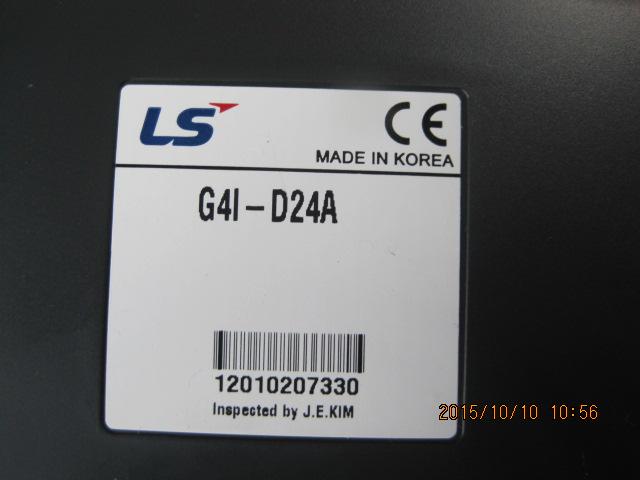 LS CE
MADE IN KOREA
G4I-D24A
12010207330
Inspected by J.E.KIM
2015/10/10 10:56